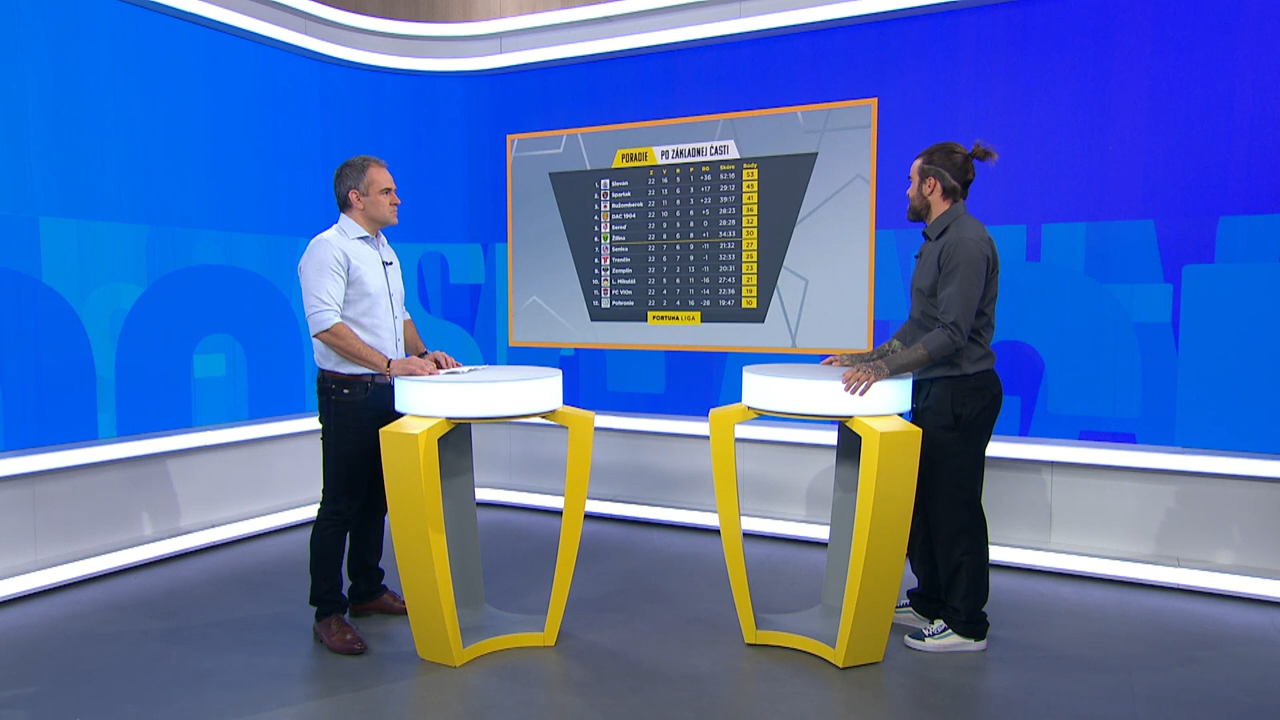 PORADIE PO ZÁKLADNEJ ČASTI
Z V R P RG Skóre Body
1. Slovan 22 16 5 1 +36 52:16 53
2. Spartak 22 13 6 3 +17 29:12 45
3. Ružomberok 22 11 8 3 +22 39:17 41
4. DAC 1904 22 10 6 6 +5 28:23 36
5. Sereď 22 9 5 8 0 28:28 32
6. Žilina 22 8 6 8 +1 34:33 30
7. Senica 22 7 6 9 -11 21:32 27
8. Trenčín 22 6 7 9 -1 32:33 25
9. Zemplín 22 7 2 13 -11 20:31 23
10. L. Mikuláš 22 5 6 11 -16 27:43 21
11. FC ViOn 22 4 7 11 -14 22:36 19
12. Pohronie 22 2 4 16 -28 19:47 10
FORTUNA LIGA